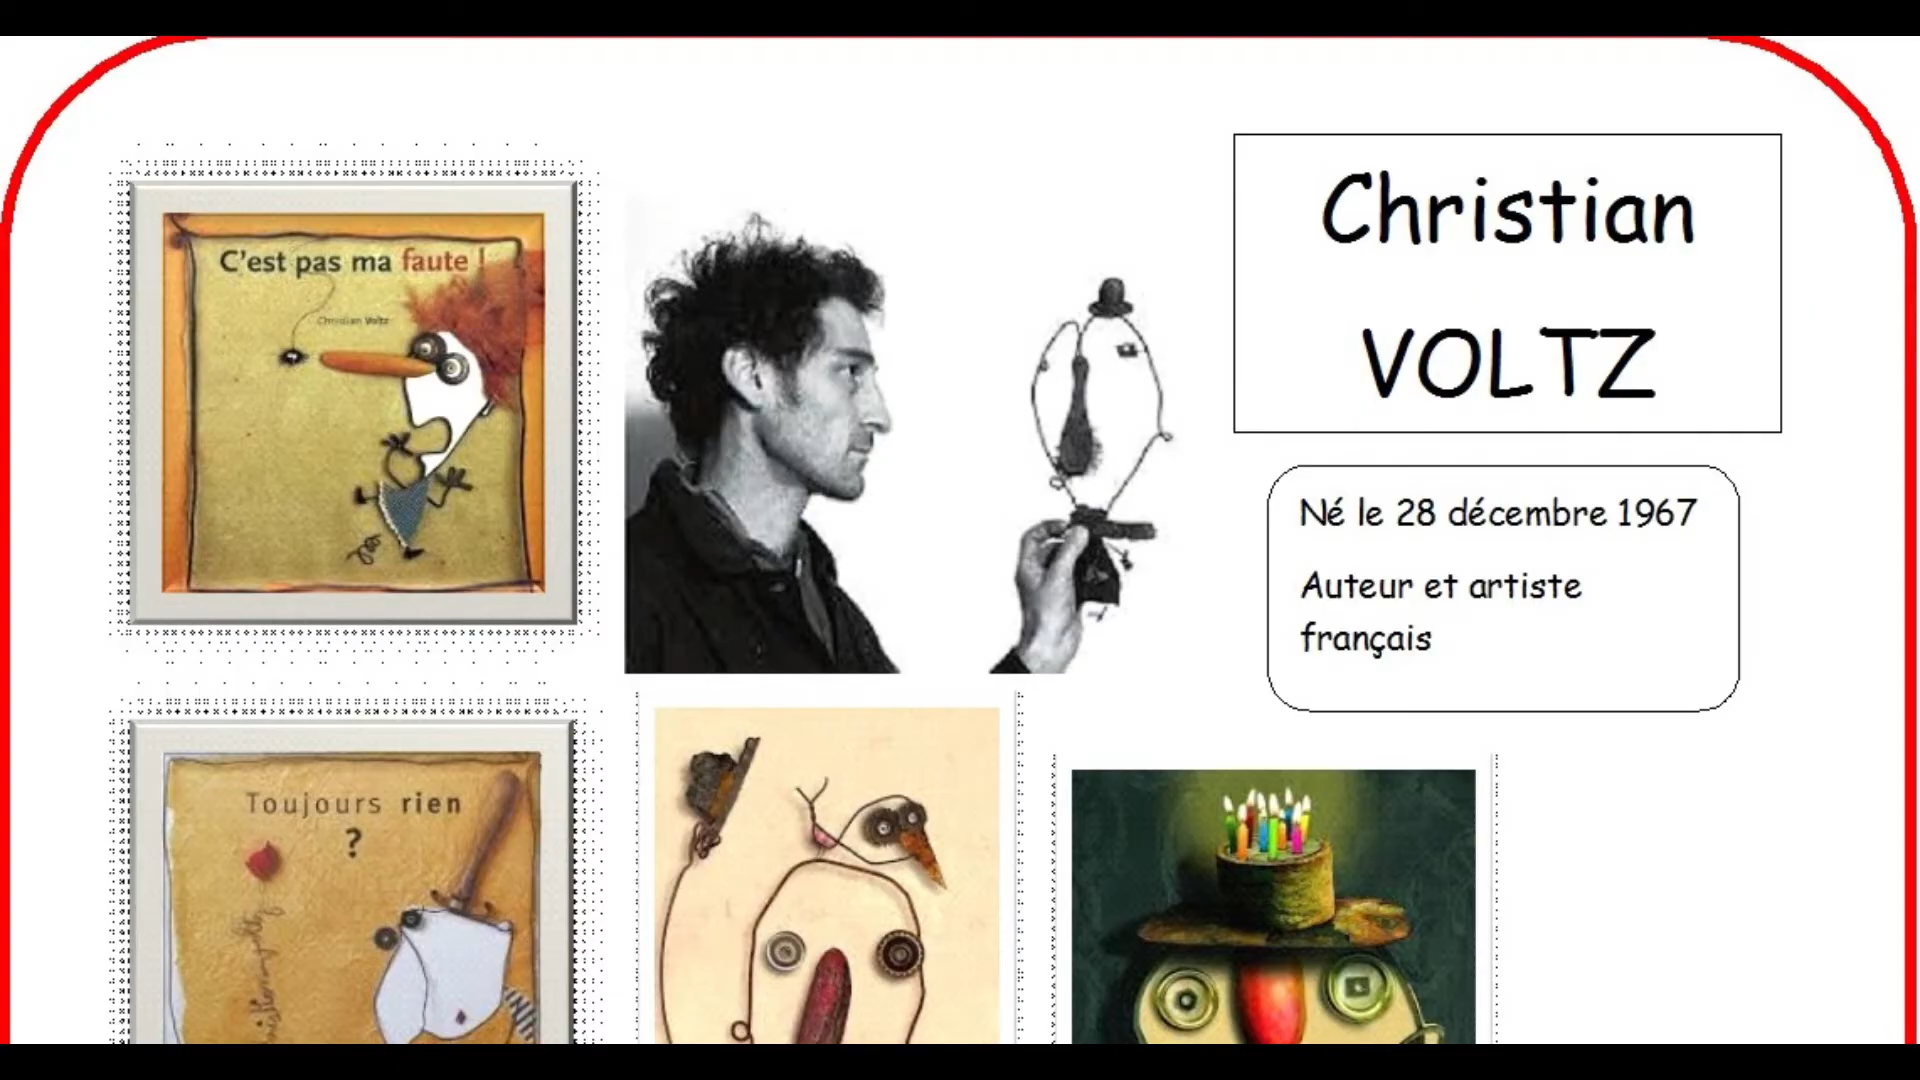 C'est pas ma faute !
Christian Voltz
Christian
VOLTZ
Né le 28 décembre 1967
Auteur et artiste
français
Toujours rien
?